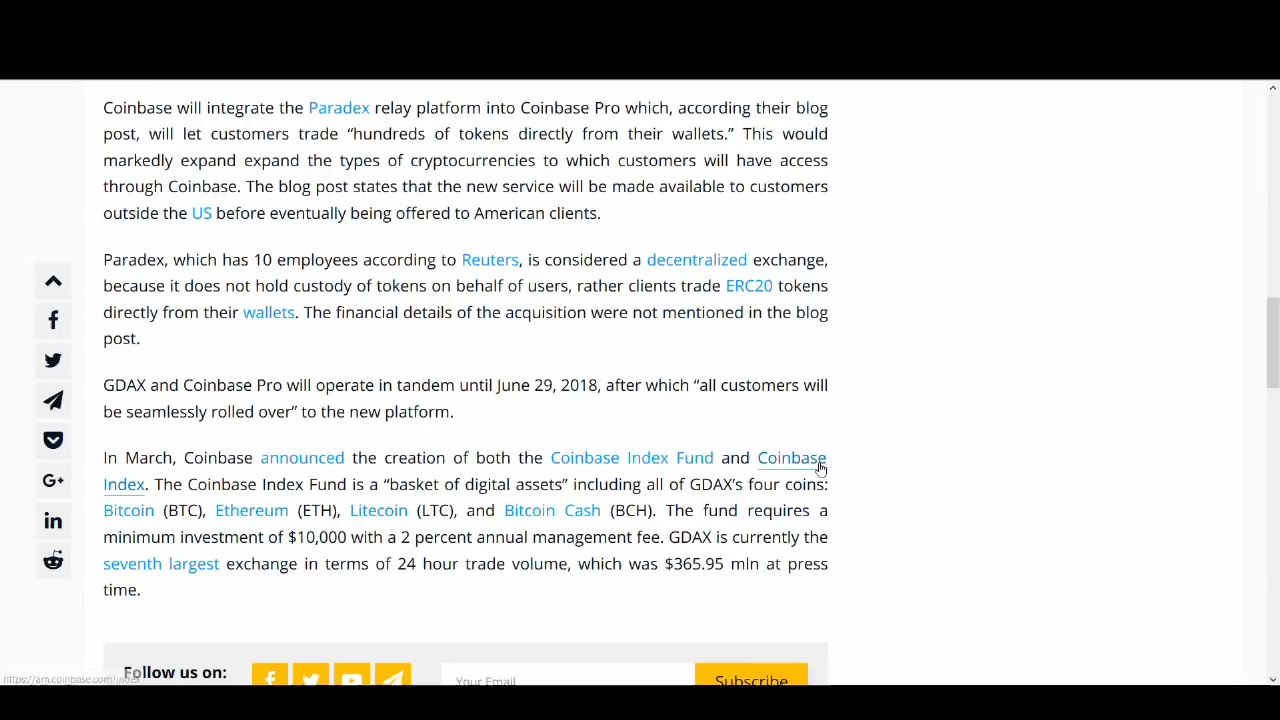 Coinbase will integrate the Paradex relay platform into Coinbase Pro which, according their blog
post, will let customers trade “hundreds of tokens directly from their wallets.” This would
markedly expand expand the types of cryptocurrencies to which customers will have access
through Coinbase. The blog post states that the new service will be made available to customers
outside the US before eventually being offered to American clients.
Paradex, which has 10 employees according to Reuters, is considered a decentralized exchange,
because it does not hold custody of tokens on behalf of users, rather clients trade ERC20 tokens
directly from their wallets. The financial details of the acquisition were not mentioned in the blog
post.
GDAX and Coinbase Pro will operate in tandem until June 29, 2018, after which “all customers will
be seamlessly rolled over” to the new platform.
In March, Coinbase announced the creation of both the Coinbase Index Fund and Coinbase
Index. The Coinbase Index Fund is a “basket of digital assets” including all of GDAX’s four coins:
Bitcoin (BTC), Ethereum (ETH), Litecoin (LTC), and Bitcoin Cash (BCH). The fund requires a
minimum investment of $10,000 with a 2 percent annual management fee. GDAX is currently the
seventh largest exchange in terms of 24 hour trade volume, which was $365.95 mln at press
time.
Follow us on:
Your Email
Subscribe
https://am.coinbase.com/index